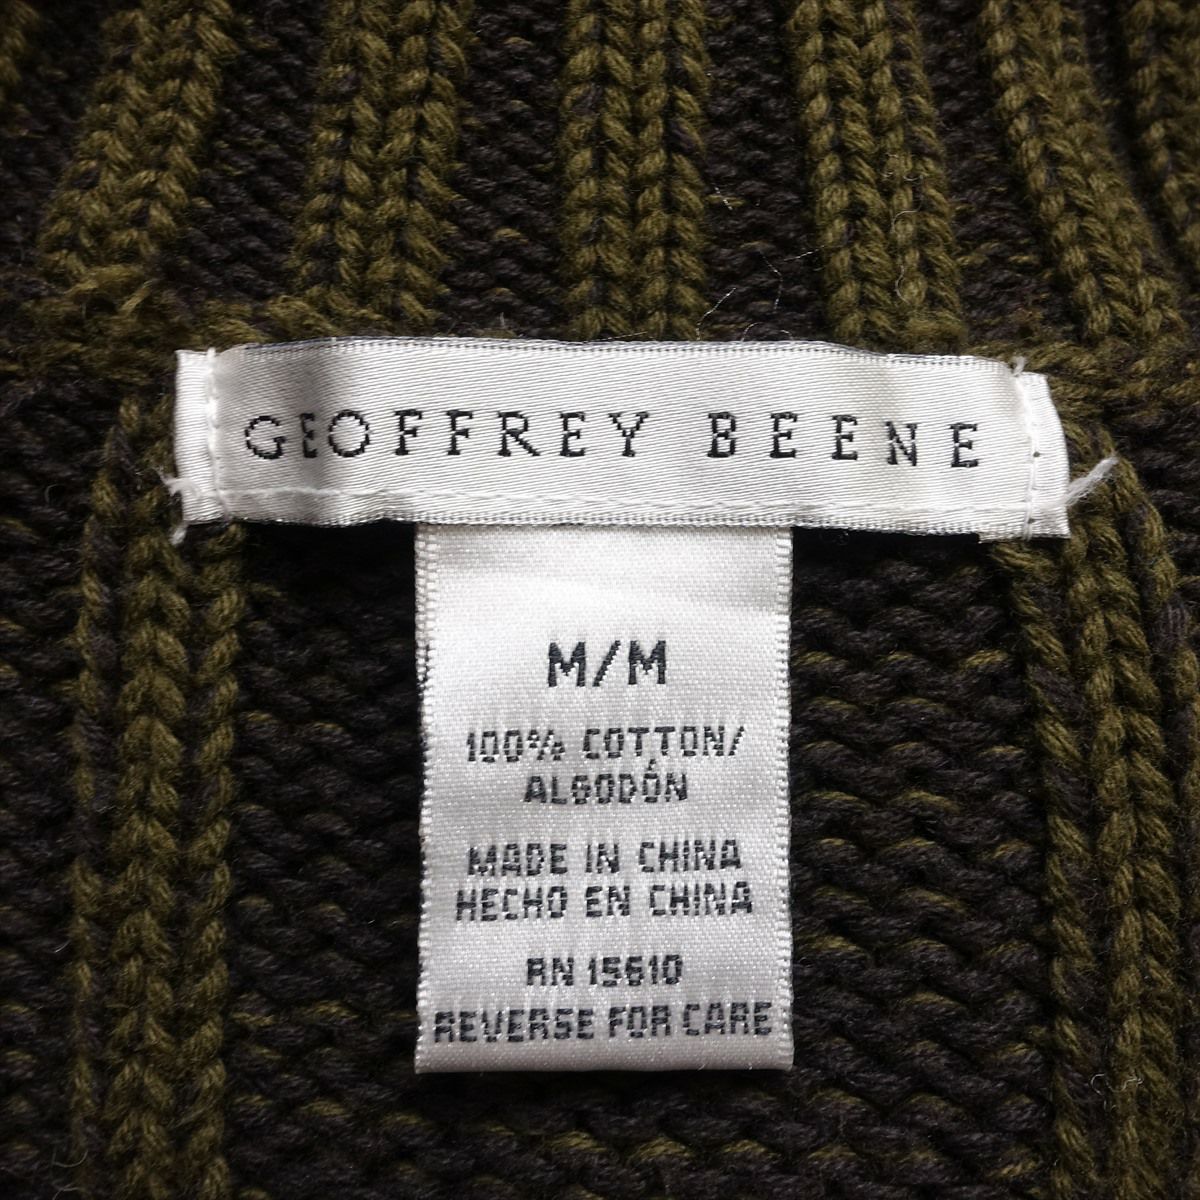 GEOFFREY BEENE
M/M
100% COTTON/
ALGODÓN
MADE IN CHINA
HECHO EN CHINA
RN 15610
REVERSE FOR CARE